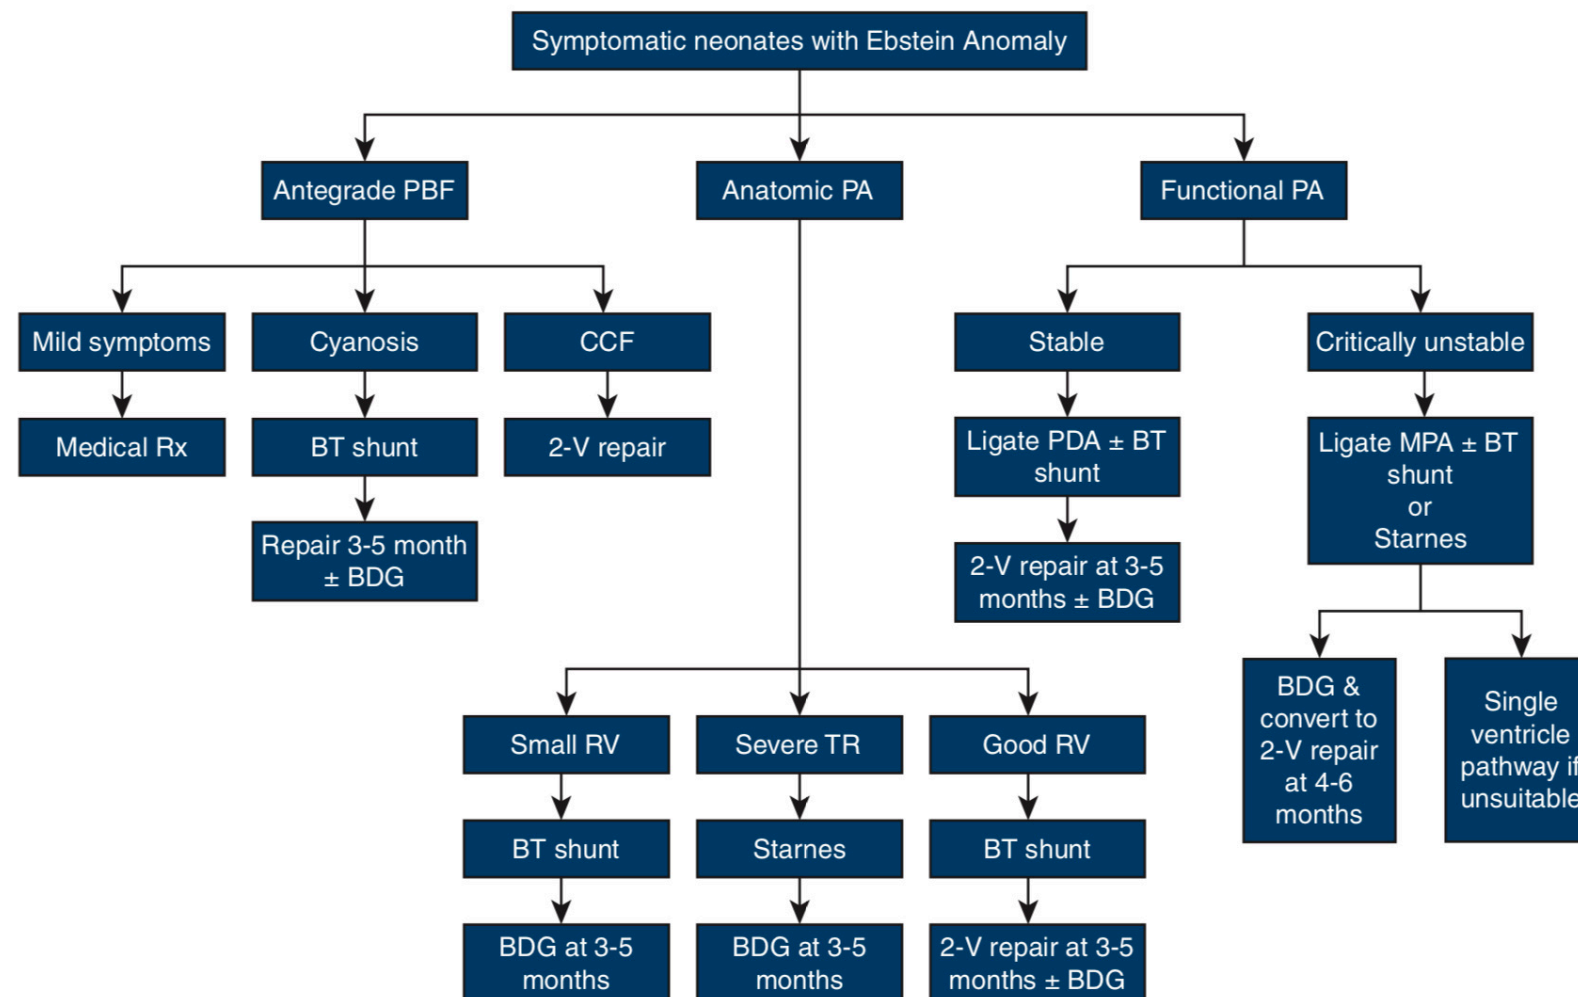 Symptomatic neonates with Ebstein Anomaly
Antegrade PBF
Anatomic PA
Functional PA
Mild symptoms
Cyanosis
CCF
Stable
Critically unstable
Medical Rx
BT shunt
2-V repair
Ligate PDA ± BT
shunt
Ligate MPA ± BT
shunt
or
Starnes
Repair 3-5 month
± BDG
2-V repair at 3-5
months ± BDG
BDG &
convert to
2-V repair
at 4-6
months
Single
ventricle
pathway if
unsuitable
Small RV
Severe TR
Good RV
BT shunt
Starnes
BT shunt
BDG at 3-5
months
BDG at 3-5
months
2-V repair at 3-5
months ± BDG